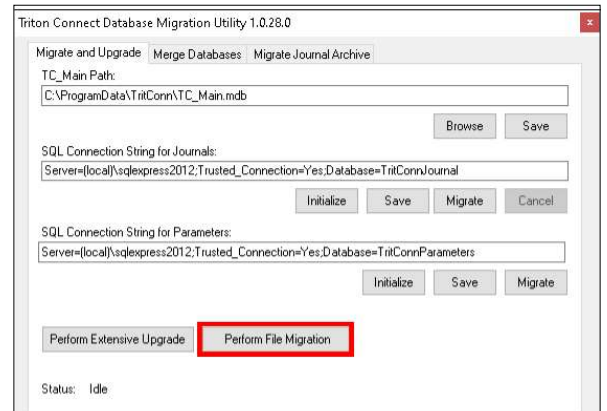 Triton Connect Database Migration Utility 1.0.28.0 x
Migrate and Upgrade Merge Databases Migrate Journal Archive
TC_Main Path:
C:\ProgramData\TritConn\TC_Main.mdb
Browse Save
SQL Connection String for Journals:
Server=(local)\sqlexpress2012;Trusted_Connection=Yes;Database=TritConnJournal
Initialize Save Migrate Cancel
SQL Connection String for Parameters:
Server=(local)\sqlexpress2012;Trusted_Connection=Yes;Database=TritConnParameters
Initialize Save Migrate
Perform Extensive Upgrade Perform File Migration
Status: Idle